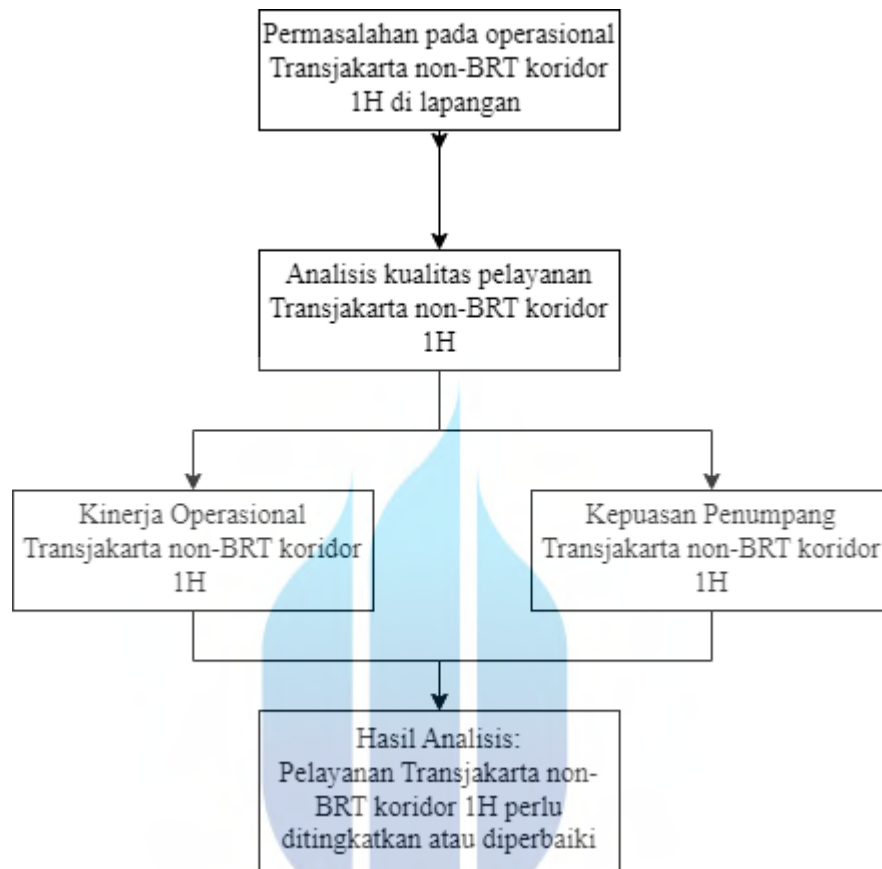 Permasalahan pada operasional
Transjakarta non-BRT koridor
1H di lapangan
Analisis kualitas pelayanan
Transjakarta non-BRT koridor
1H
Kinerja Operasional
Transjakarta non-BRT koridor
1H
Kepuasan Penumpang
Transjakarta non-BRT koridor
1H
Hasil Analisis:
Pelayanan Transjakarta non-
BRT koridor 1H perlu
ditingkatkan atau diperbaiki